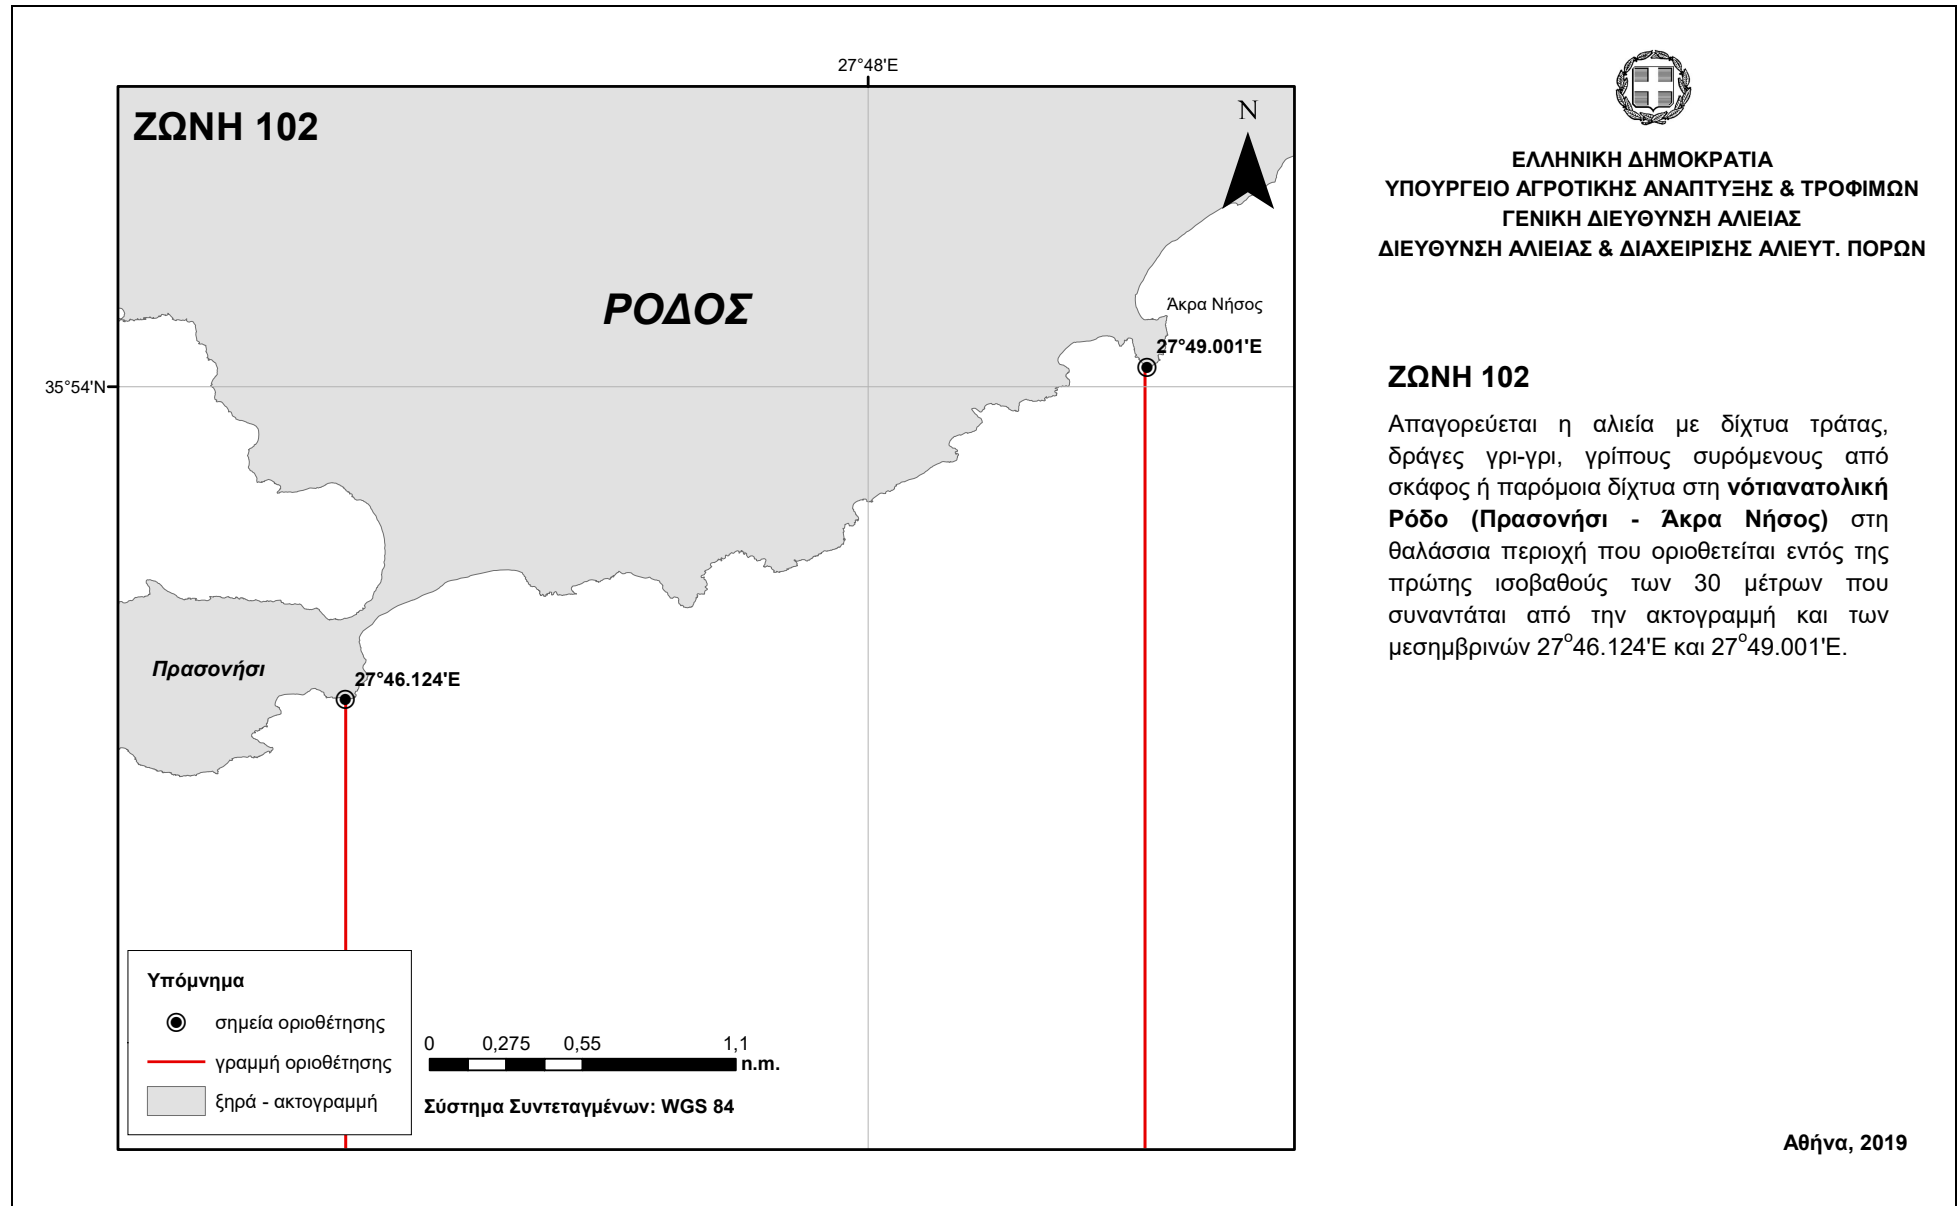 27°48'E
ΖΩΝΗ 102
N
ΡΟΔΟΣ
Άκρα Νήσος
27°49.001'E
35°54'N
Πρασονήσι
27°46.124'E
Υπόμνημα
σημεία οριοθέτησης
γραμμή οριοθέτησης
ξηρά - ακτογραμμή
0 0,275 0,55 1,1
n.m.
Σύστημα Συντεταγμένων: WGS 84
ΕΛΛΗΝΙΚΗ ΔΗΜΟΚΡΑΤΙΑ
ΥΠΟΥΡΓΕΙΟ ΑΓΡΟΤΙΚΗΣ ΑΝΑΠΤΥΞΗΣ & ΤΡΟΦΙΜΩΝ
ΓΕΝΙΚΗ ΔΙΕΥΘΥΝΣΗ ΑΛΙΕΙΑΣ
ΔΙΕΥΘΥΝΣΗ ΑΛΙΕΙΑΣ & ΔΙΑΧΕΙΡΙΣΗΣ ΑΛΙΕΥΤ. ΠΟΡΩΝ
ΖΩΝΗ 102
Απαγορεύεται η αλιεία με δίχτυα τράτας,
δράγες γρι-γρι, γρίπους συρόμενους από
σκάφος ή παρόμοια δίχτυα στη νότιανατολική
Ρόδο (Πρασονήσι - Άκρα Νήσος) στη
θαλάσσια περιοχή που οριοθετείται εντός της
πρώτης ισοβαθούς των 30 μέτρων που
συναντάται από την ακτογραμμή και των
μεσημβρινών 27°46.124'E και 27°49.001'E.
Αθήνα, 2019